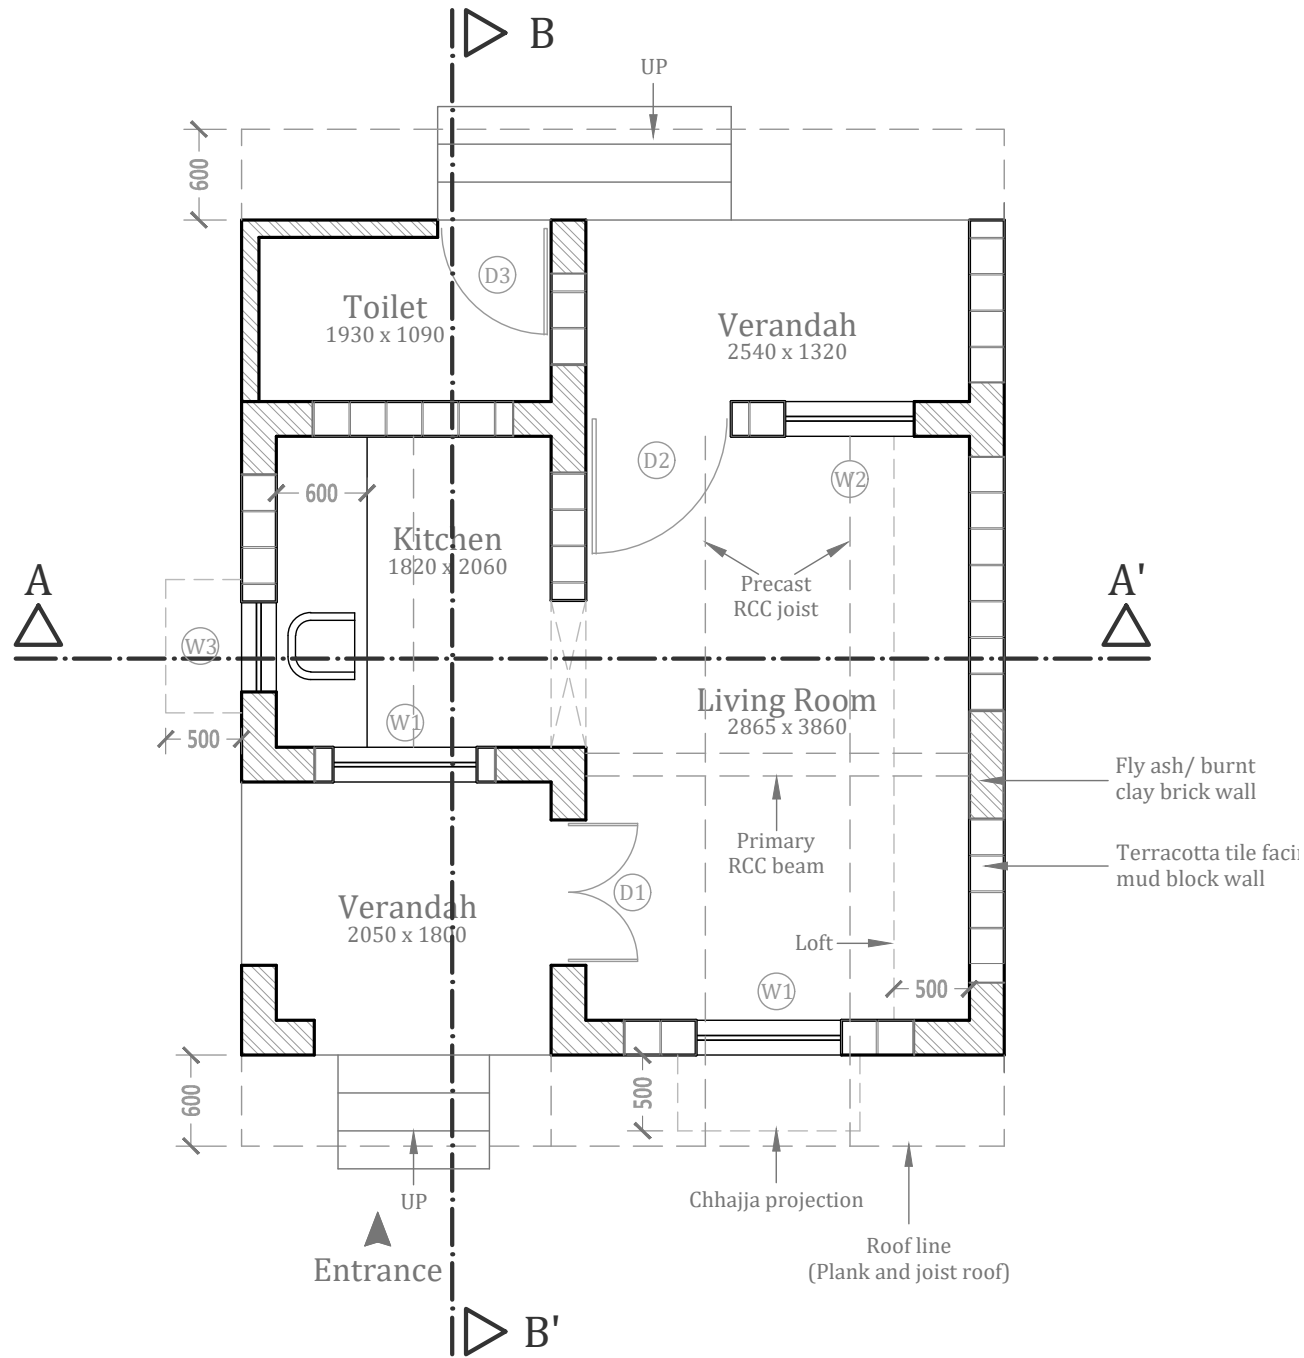 B
UP
600
D3
Toilet
1930 x 1090
Verandah
2540 x 1320
D2
W2
600
Kitchen
1820 x 2060
Precast
RCC joist
A
A'
W3
Living Room
2865 x 3860
W1
500
Fly ash/ burnt
clay brick wall
Primary
RCC beam
Terracotta tile faci
mud block wall
D1
Verandah
2050 x 1800
Loft
500
W1
600
500
UP
Chhajja projection
Entrance
Roof line
(Plank and joist roof)
B'